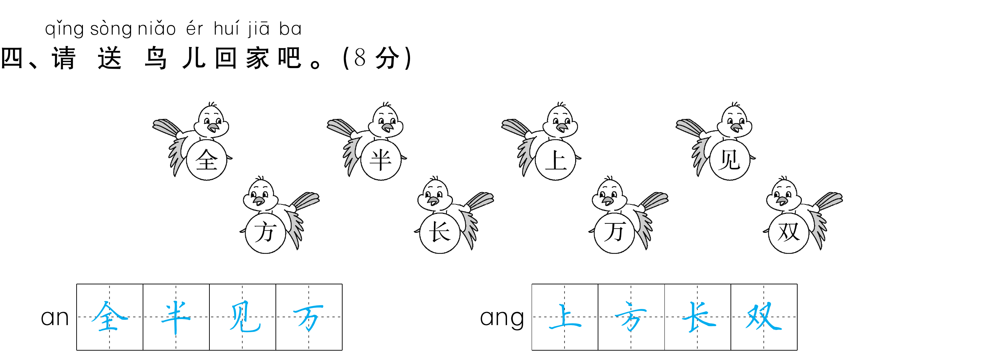 qǐng sòng niǎo ér huí jiā ba
四、请送鸟儿回家吧。(8分)
全 半 上 见
方 长 万 双
an 全 半 见 万 ang 上 方 长 双